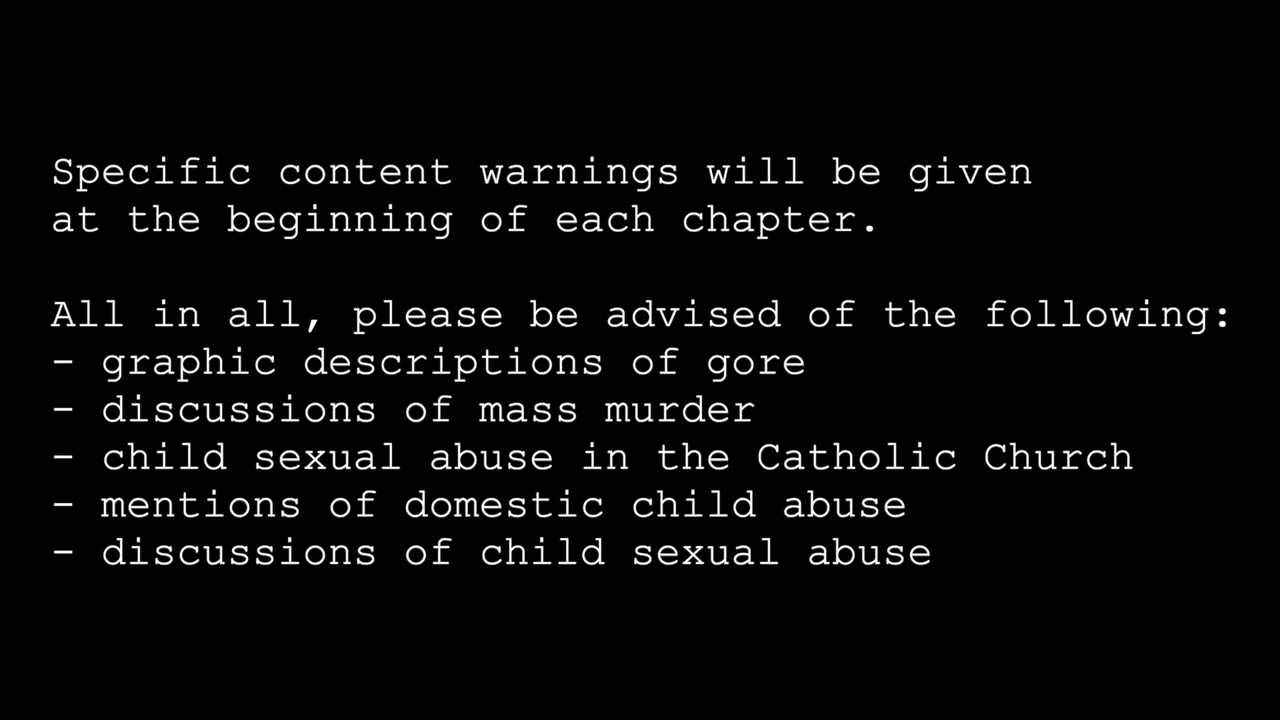 Specific content warnings will be given
at the beginning of each chapter.
All in all, please be advised of the following:
- graphic descriptions of gore
- discussions of mass murder
- child sexual abuse in the Catholic Church
- mentions of domestic child abuse
- discussions of child sexual abuse